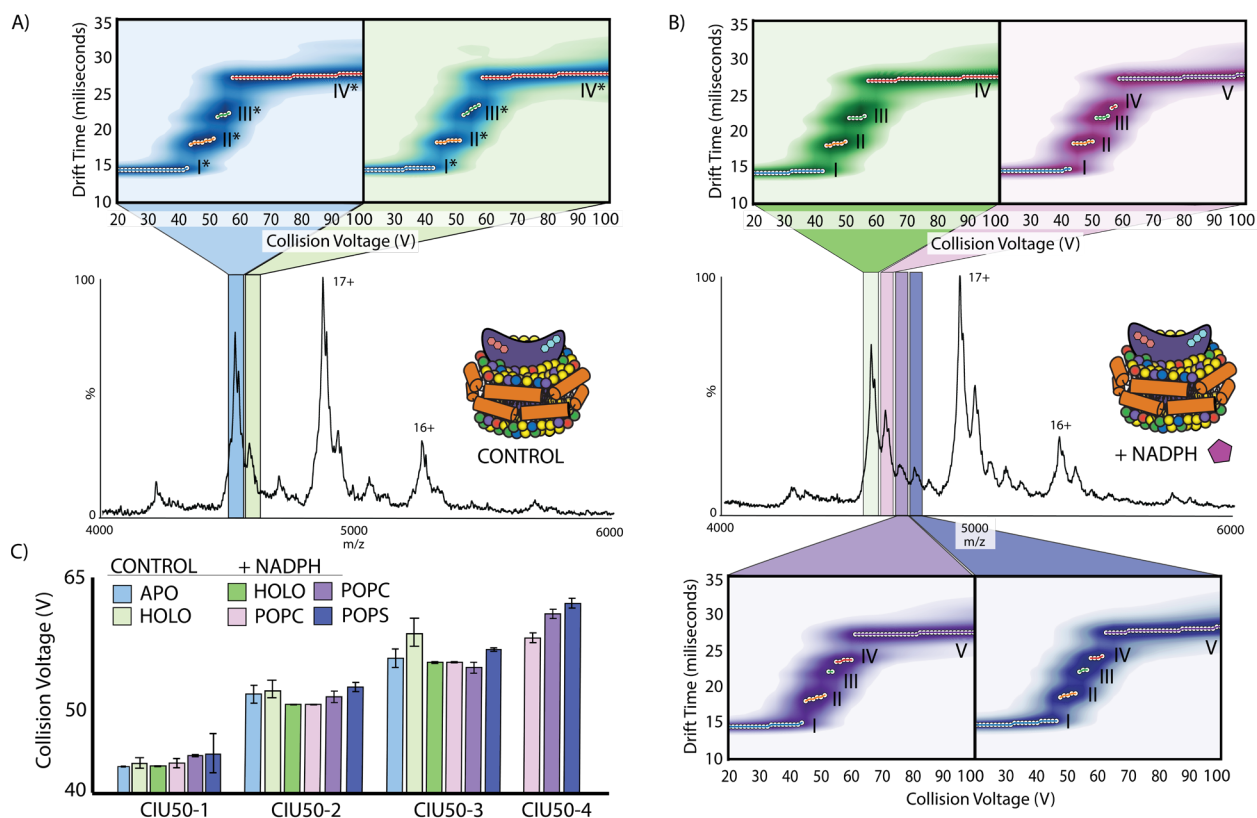 A)
Drift Time (miliseconds)
35
30
25
20
15
10
I*
II*
III*
IV*
I*
II*
III*
IV*
20 30 40 50 60 70 80 90 100 30 40 50 60 70 80 90 100
Collision Voltage (V)
100
%
0
17+
16+
CONTROL
4000 5000 6000
m/z
B)
Drift Time (miliseconds)
35
30
25
20
15
10
I
II
III
IV
I
II
III
IV
V
20 30 40 50 60 70 80 90 100 30 40 50 60 70 80 90 100
Collision Voltage (V)
100
%
0
17+
16+
+ NADPH
4000 5000 6000
m/z
Drift Time (miliseconds)
35
30
25
20
15
10
I
II
III
IV
V
I
II
III
IV
V
20 30 40 50 60 70 80 90 100 30 40 50 60 70 80 90 100
Collision Voltage (V)
C)
Collision Voltage (V)
65
50
40
CONTROL + NADPH
APO HOLO POPC
HOLO POPC POPS
CIU50-1 CIU50-2 CIU50-3 CIU50-4